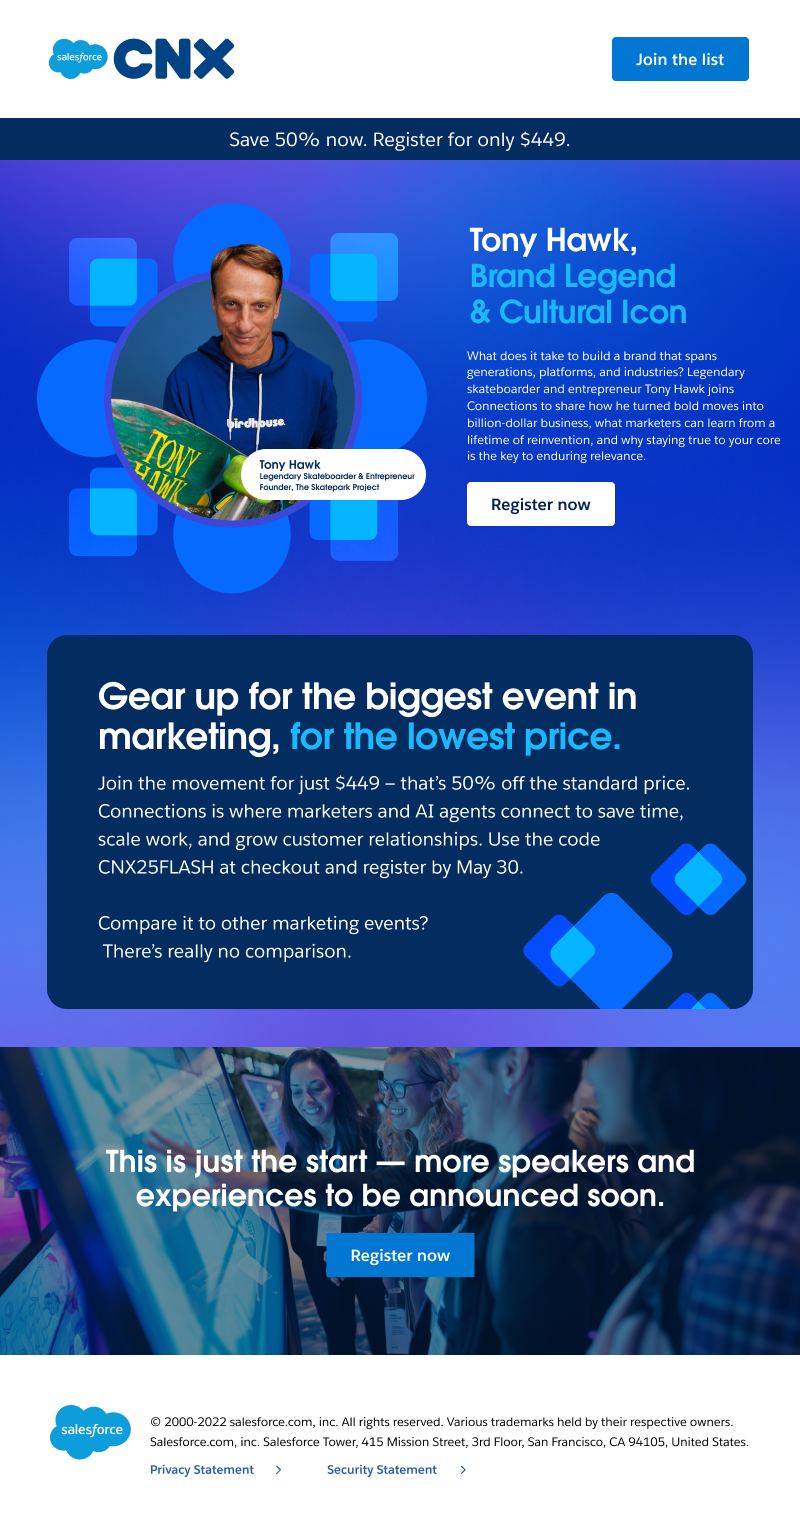 salesforce CNX
Join the list
Save 50% now. Register for only $449.
Tony Hawk,
Brand Legend
& Cultural Icon
What does it take to build a brand that spans
generations, platforms, and industries? Legendary
skateboarder and entrepreneur Tony Hawk joins
Connections to share how he turned bold moves into
billion-dollar business, what marketers can learn from a
lifetime of reinvention, and why staying true to your core
is the key to enduring relevance.
Register now
birdhouse
TONY
HAWK
Tony Hawk
Legendary Skateboarder & Entrepreneur
Founder, The Skatepark Project
Gear up for the biggest event in
marketing, for the lowest price.
Join the movement for just $449 – that’s 50% off the standard price.
Connections is where marketers and AI agents connect to save time,
scale work, and grow customer relationships. Use the code
CNX25FLASH at checkout and register by May 30.
Compare it to other marketing events?
There’s really no comparison.
This is just the start — more speakers and
experiences to be announced soon.
Register now
salesforce
© 2000-2022 salesforce.com, inc. All rights reserved. Various trademarks held by their respective owners.
Salesforce.com, inc. Salesforce Tower, 415 Mission Street, 3rd Floor, San Francisco, CA 94105, United States.
Privacy Statement > Security Statement >